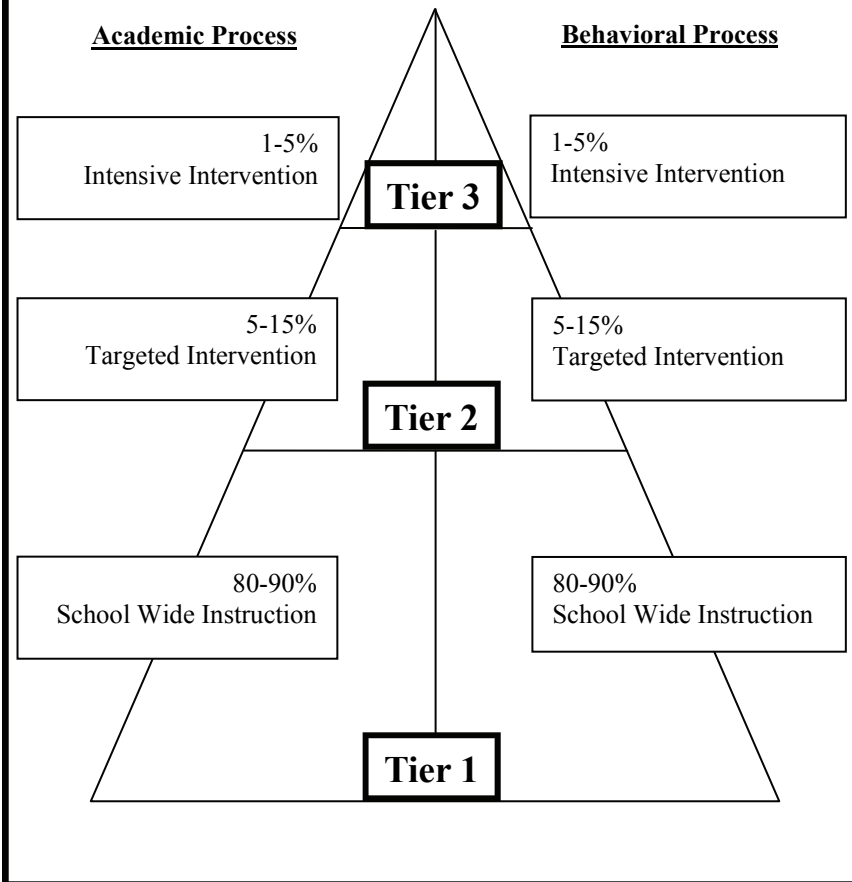 Academic Process
Behavioral Process
1-5%
Intensive Intervention
1-5%
Intensive Intervention
Tier 3
5-15%
Targeted Intervention
5-15%
Targeted Intervention
Tier 2
80-90%
School Wide Instruction
80-90%
School Wide Instruction
Tier 1